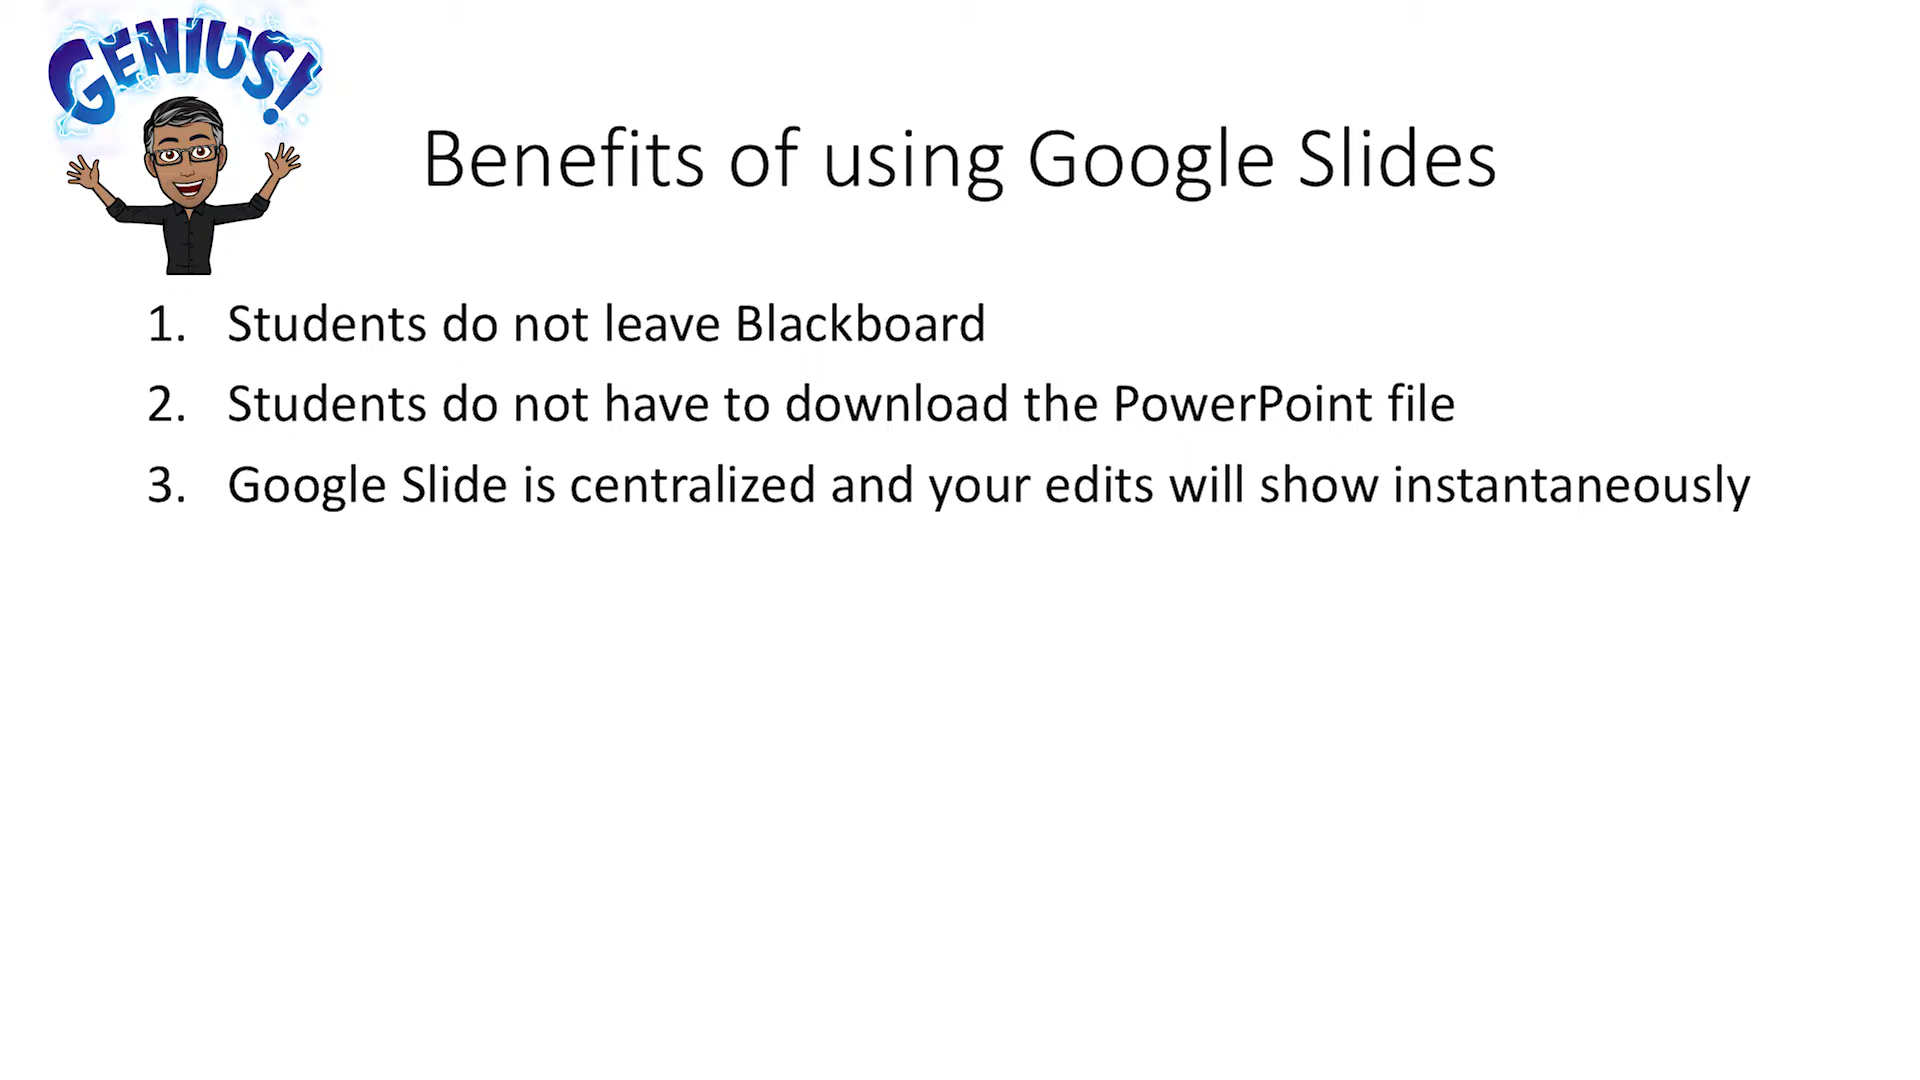 GENIUS!
Benefits of using Google Slides
1. Students do not leave Blackboard
2. Students do not have to download the PowerPoint file
3. Google Slide is centralized and your edits will show instantaneously